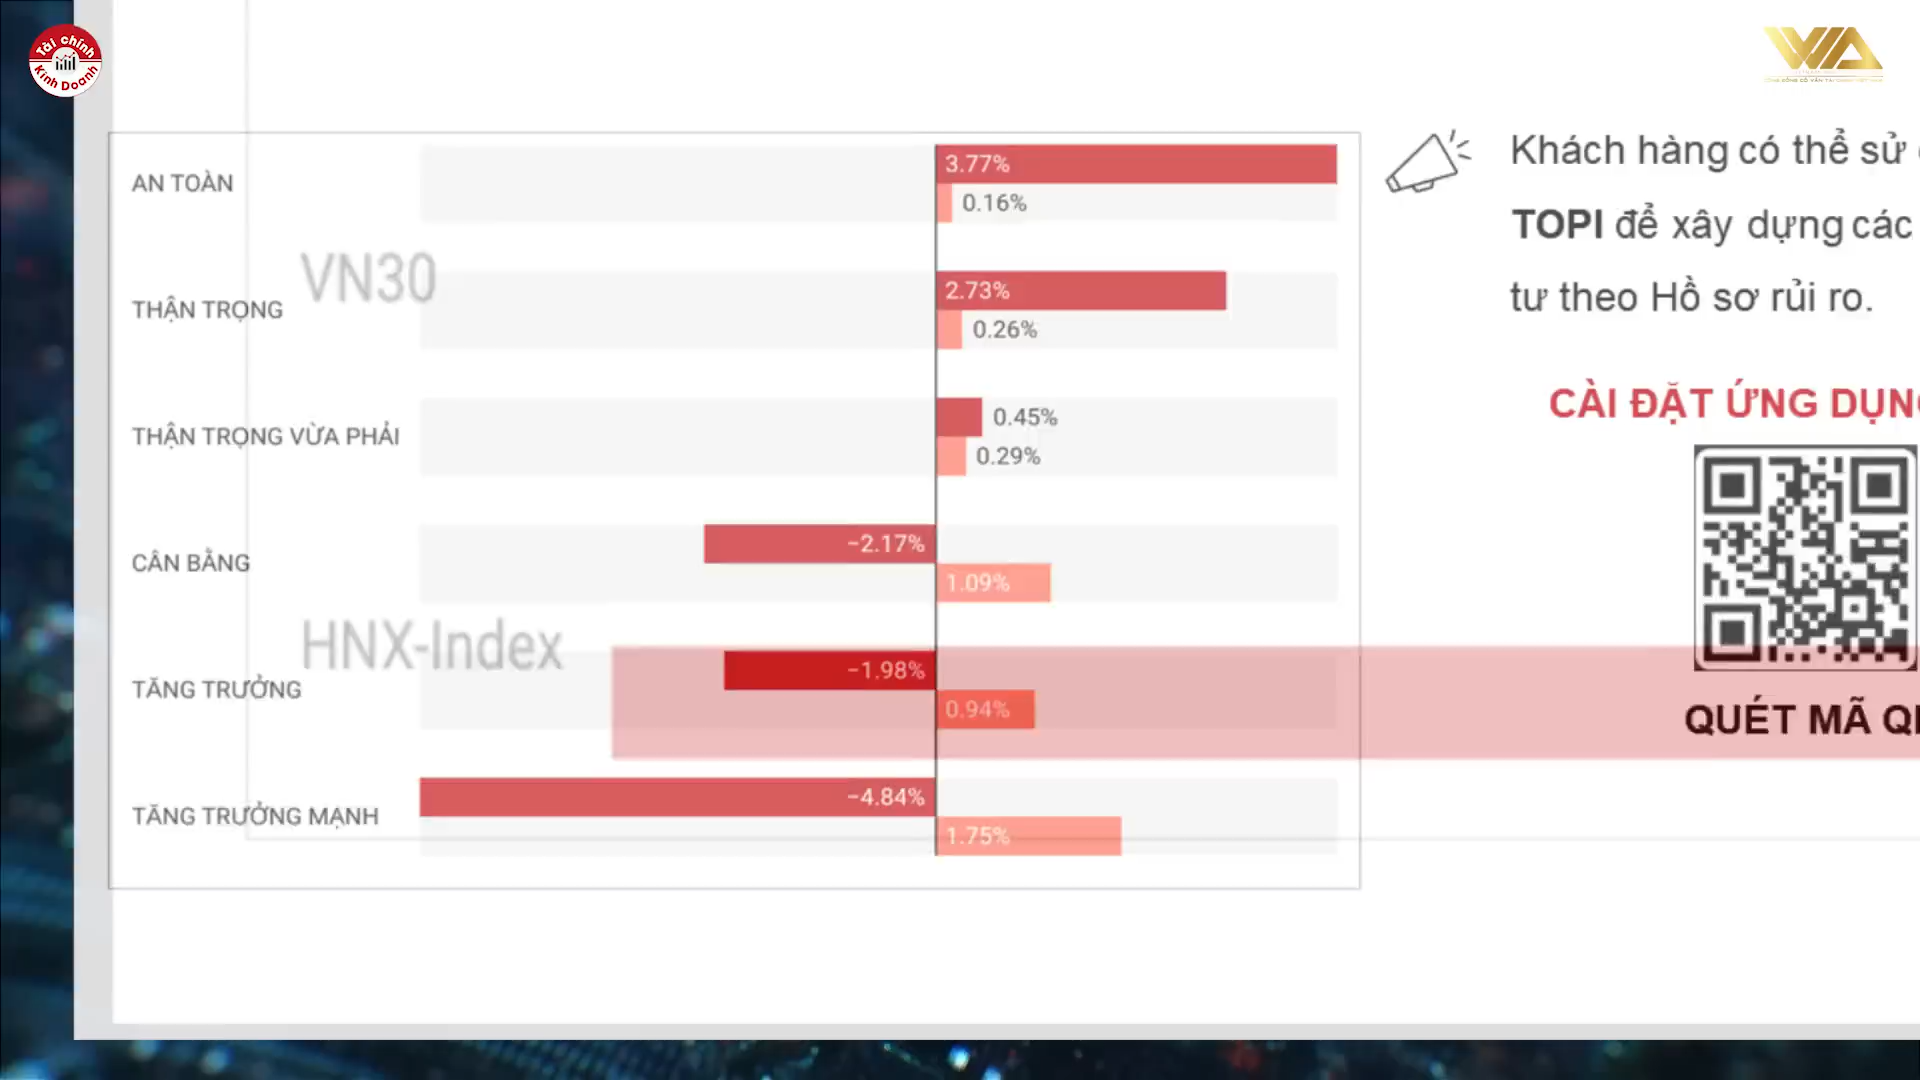 Tài chính
Kinh Doanh
AN TOÀN
3.77%
0.16%
VN30
THẬN TRỌNG
2.73%
0.26%
THẬN TRỌNG VỪA PHẢI
0.45%
0.29%
CÂN BẰNG
−2.17%
1.09%
HNX-Index
TĂNG TRƯỞNG
−1.98%
0.94%
TĂNG TRƯỞNG MẠNH
−4.84%
1.75%
Khách hàng có thể sử
TOPI để xây dựng các
tư theo Hồ sơ rủi ro.
CÀI ĐẶT ỨNG DỤNG
QUÉT MÃ